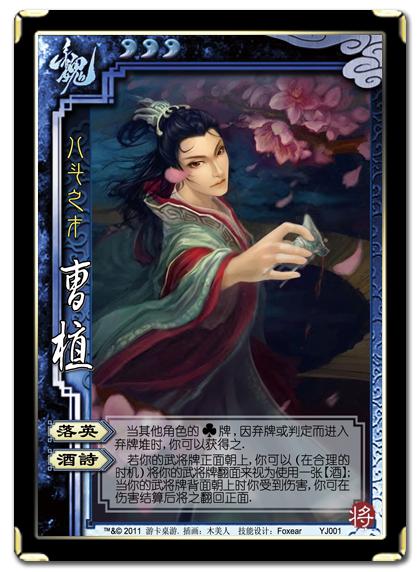 魏
八斗之才
曹植
落英
当其他角色的♣牌，因弃牌或判定而进入
弃牌堆时，你可以获得之.
酒詩
若你的武将牌正面朝上，你可以（在合理的
时机）将你的武将牌翻面来视为使用一张【酒】；
当你的武将牌背面朝上时你受到伤害，你可在
伤害结算后将之翻回正面.
将
™&© 2011 游卡桌游. 插画：木美人 技能设计：Foxear YJ001